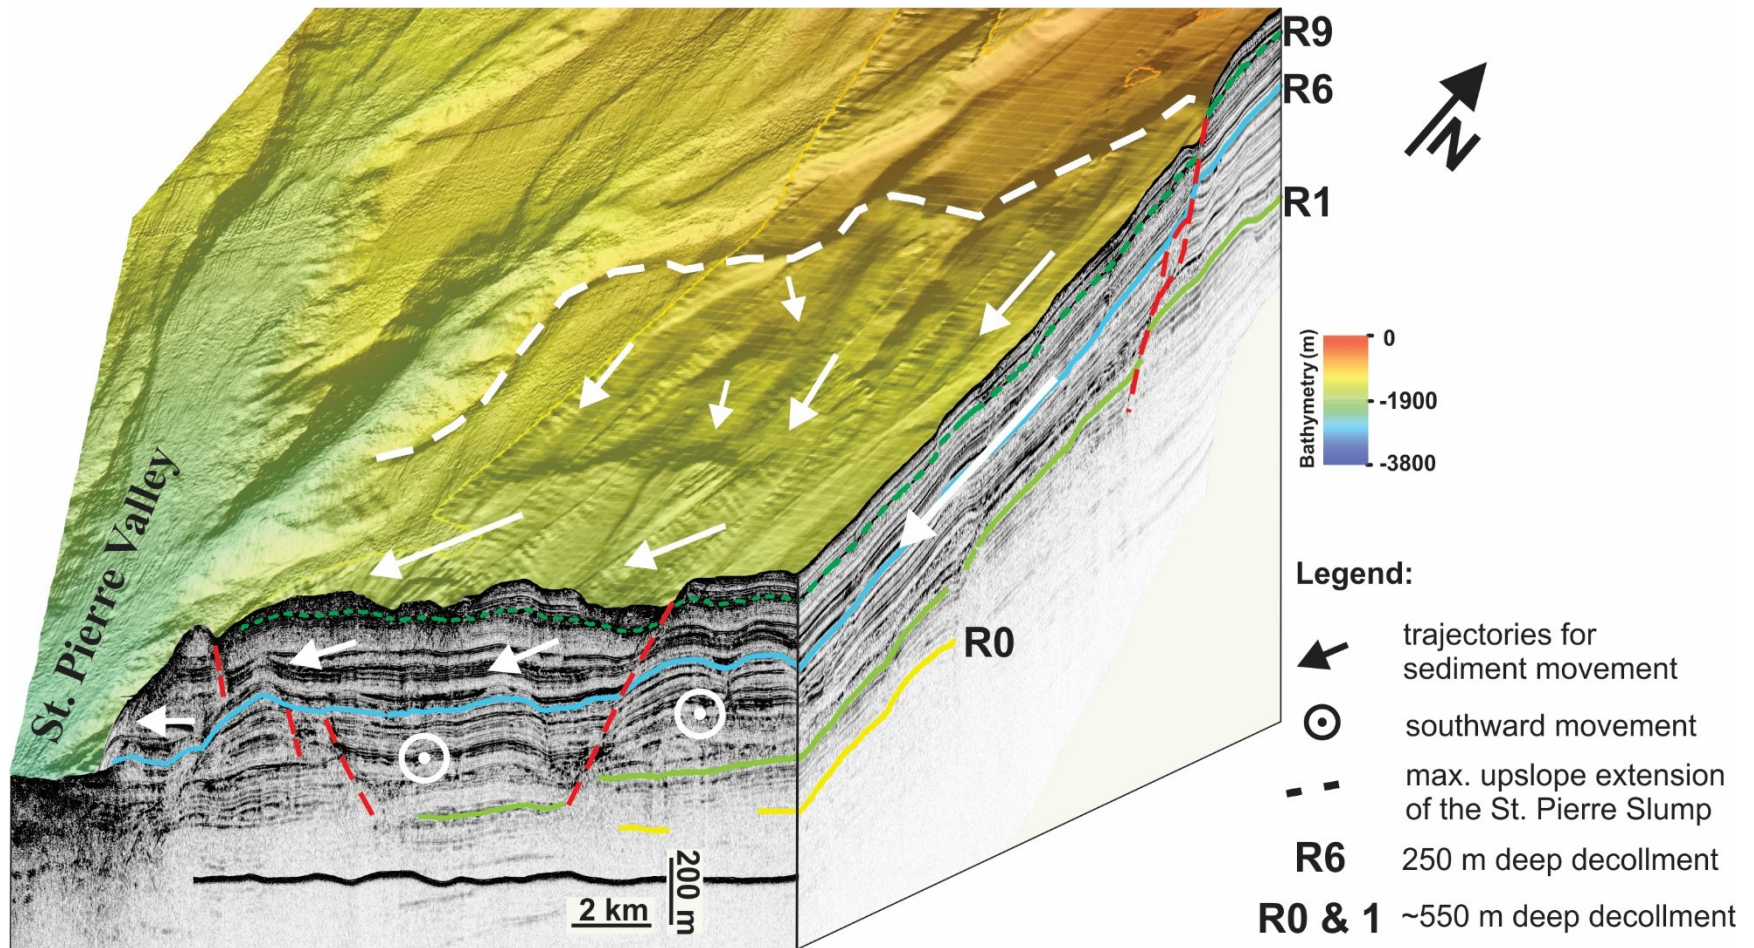 R9
R6
R1
N
0
-1900
-3800
Bathymetry (m)
St. Pierre Valley
R0
200 m
2 km
Legend:
trajectories for
sediment movement
southward movement
max. upslope extension
of the St. Pierre Slump
R6 250 m deep decollment
R0 & 1 ~550 m deep decollment